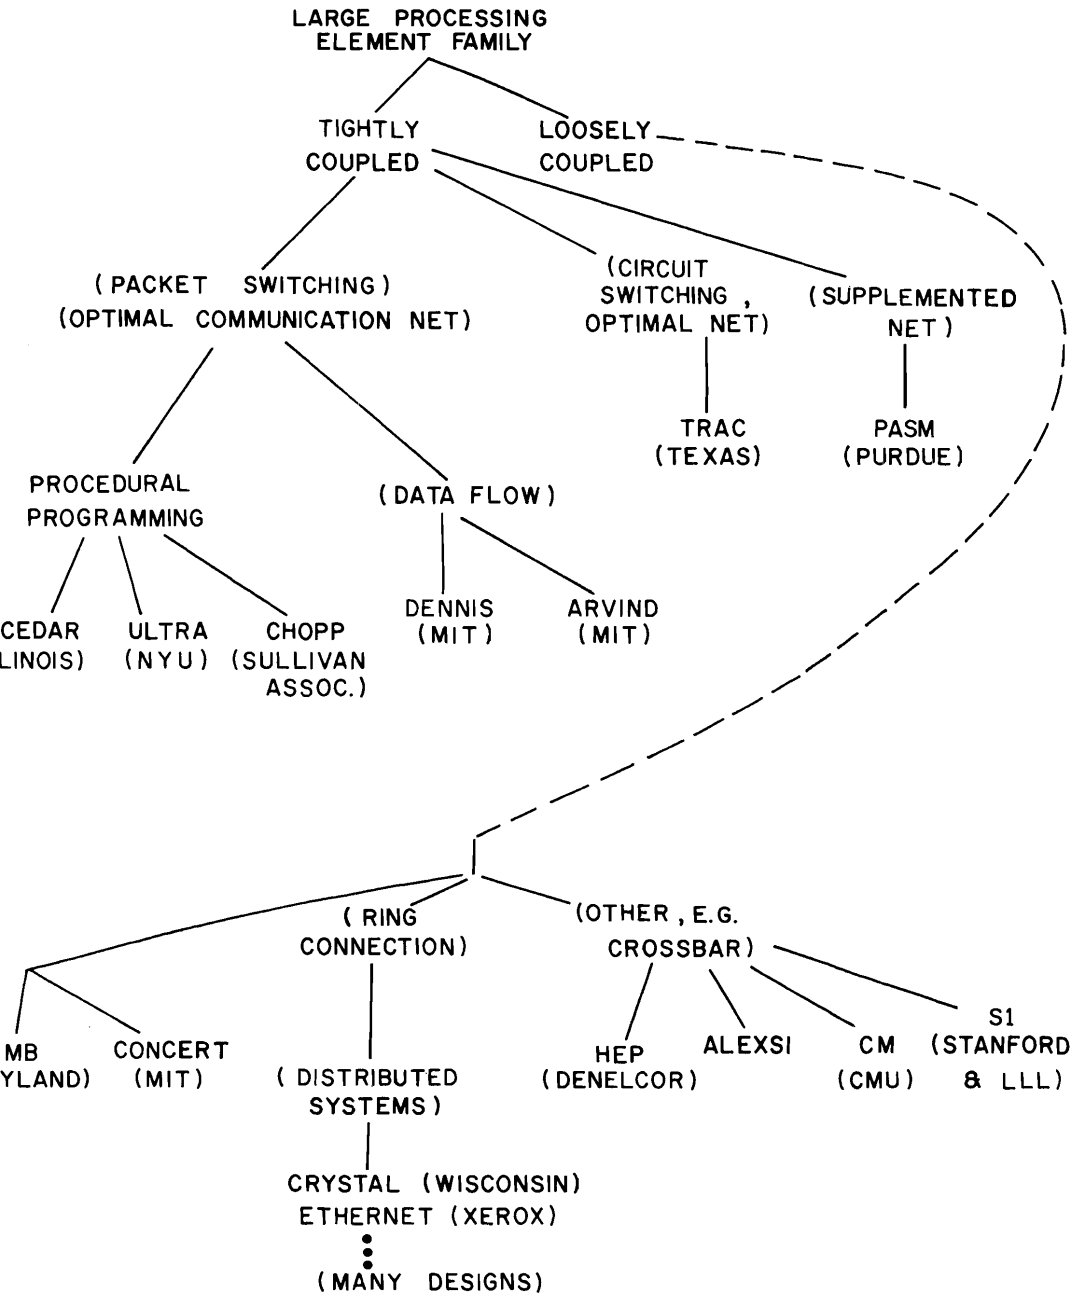 LARGE PROCESSING
ELEMENT FAMILY
TIGHTLY
COUPLED
LOOSELY
COUPLED
(PACKET SWITCHING)
(OPTIMAL COMMUNICATION NET)
(CIRCUIT
SWITCHING,
OPTIMAL NET)
(SUPPLEMENTED
NET)
TRAC
(TEXAS)
PASM
(PURDUE)
PROCEDURAL
PROGRAMMING
(DATA FLOW)
CEDAR
LINOIS)
ULTRA
(NYU)
CHOPP
(SULLIVAN
ASSOC.)
DENNIS
(MIT)
ARVIND
(MIT)
(RING
CONNECTION)
(OTHER, E.G.
CROSSBAR)
MB
YLAND)
CONCERT
(MIT)
(DISTRIBUTED
SYSTEMS)
HEP
(DENELCOR)
ALEXSI
CM
(CMU)
S1
(STANFORD
& LLL)
CRYSTAL (WISCONSIN)
ETHERNET (XEROX)
(MANY DESIGNS)